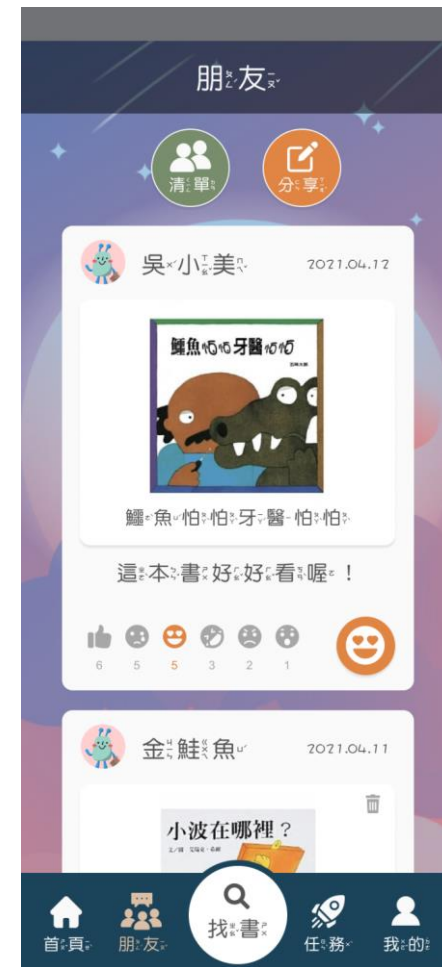 朋友
清單
分享
吳小美
2021.04.12
鱷魚怕怕牙醫怕怕
鱷魚怕怕牙醫怕怕
這本書好好看喔！
6 5 5 3 2 1
金鮭魚
2021.04.11
小波在哪裡？
首頁
朋友
找書
任務
我的